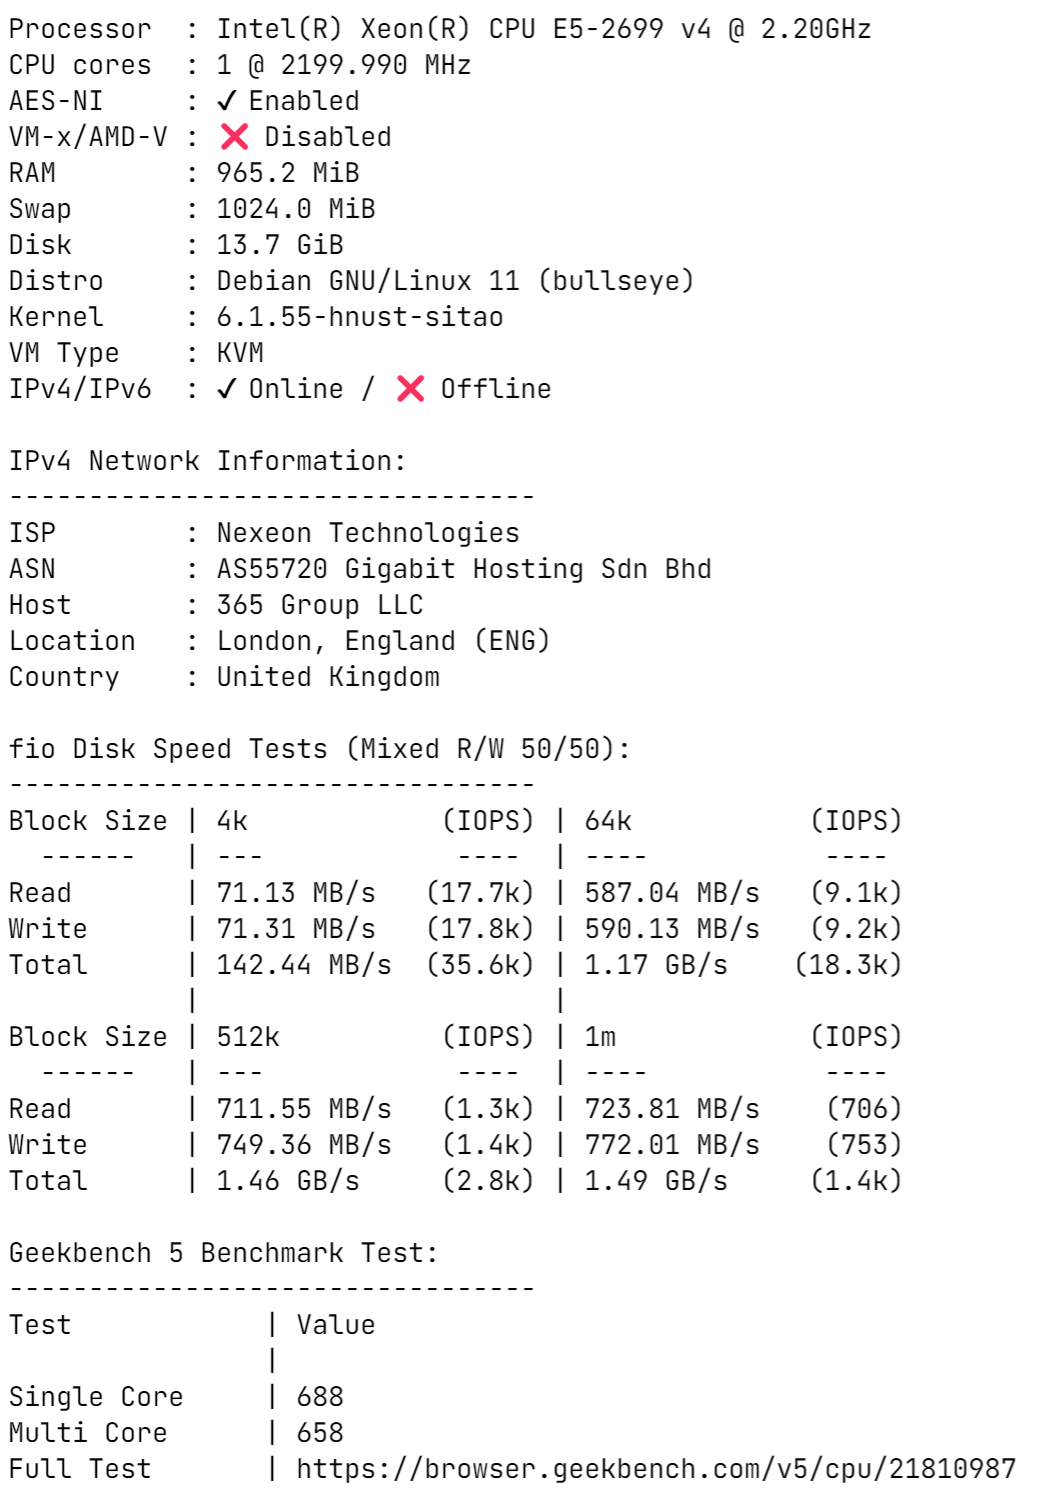 Processor  : Intel(R) Xeon(R) CPU E5-2699 v4 @ 2.20GHz
CPU cores  : 1 @ 2199.990 MHz
AES-NI     : ✔ Enabled
VM-x/AMD-V : ❌ Disabled
RAM        : 965.2 MiB
Swap       : 1024.0 MiB
Disk       : 13.7 GiB
Distro     : Debian GNU/Linux 11 (bullseye)
Kernel     : 6.1.55-hnust-sitao
VM Type    : KVM
IPv4/IPv6  : ✔ Online / ❌ Offline

IPv4 Network Information:
---------------------------------
ISP        : Nexeon Technologies
ASN        : AS55720 Gigabit Hosting Sdn Bhd
Host       : 365 Group LLC
Location   : London, England (ENG)
Country    : United Kingdom

fio Disk Speed Tests (Mixed R/W 50/50):
---------------------------------
Block Size | 4k            (IOPS) | 64k           (IOPS)
  ------   | ---            ----  | ----           ----
Read       | 71.13 MB/s   (17.7k) | 587.04 MB/s   (9.1k)
Write      | 71.31 MB/s   (17.8k) | 590.13 MB/s   (9.2k)
Total      | 142.44 MB/s  (35.6k) | 1.17 GB/s    (18.3k)
           |                      |
Block Size | 512k          (IOPS) | 1m            (IOPS)
  ------   | ---            ----  | ----           ----
Read       | 711.55 MB/s   (1.3k) | 723.81 MB/s    (706)
Write      | 749.36 MB/s   (1.4k) | 772.01 MB/s    (753)
Total      | 1.46 GB/s     (2.8k) | 1.49 GB/s     (1.4k)

Geekbench 5 Benchmark Test:
---------------------------------
Test            | Value
                |
Single Core     | 688
Multi Core      | 658
Full Test       | https://browser.geekbench.com/v5/cpu/21810987